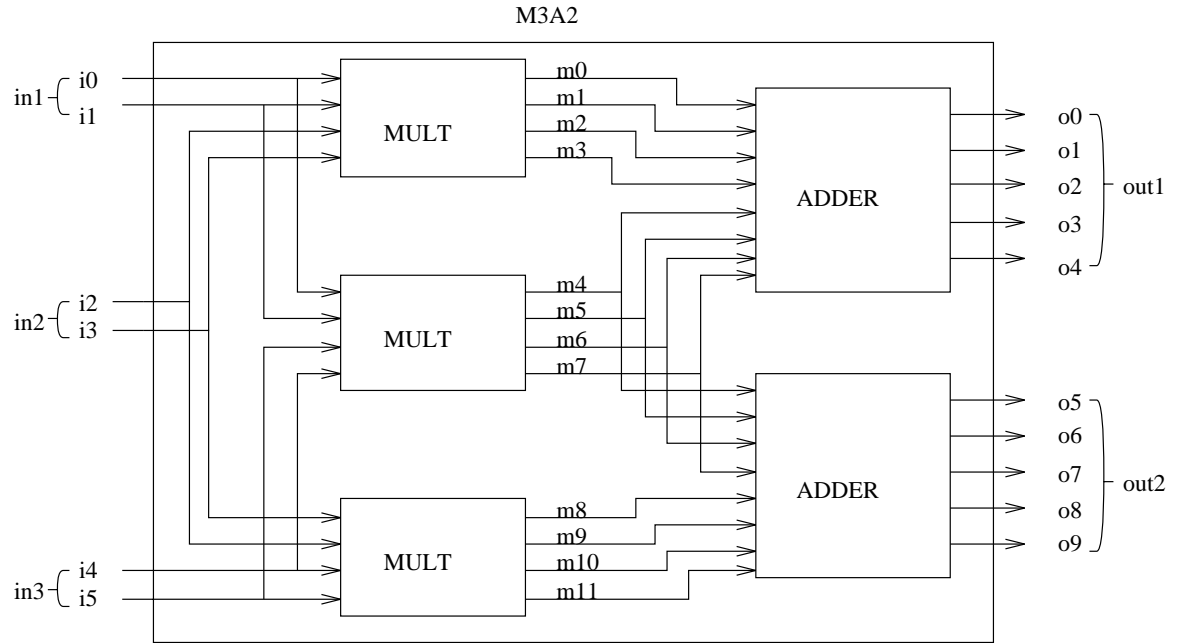 M3A2
in1
i0
i1
in2
i2
i3
in3
i4
i5
MULT
MULT
MULT
m0
m1
m2
m3
m4
m5
m6
m7
m8
m9
m10
m11
ADDER
ADDER
o0
o1
o2
o3
o4
out1
o5
o6
o7
o8
o9
out2